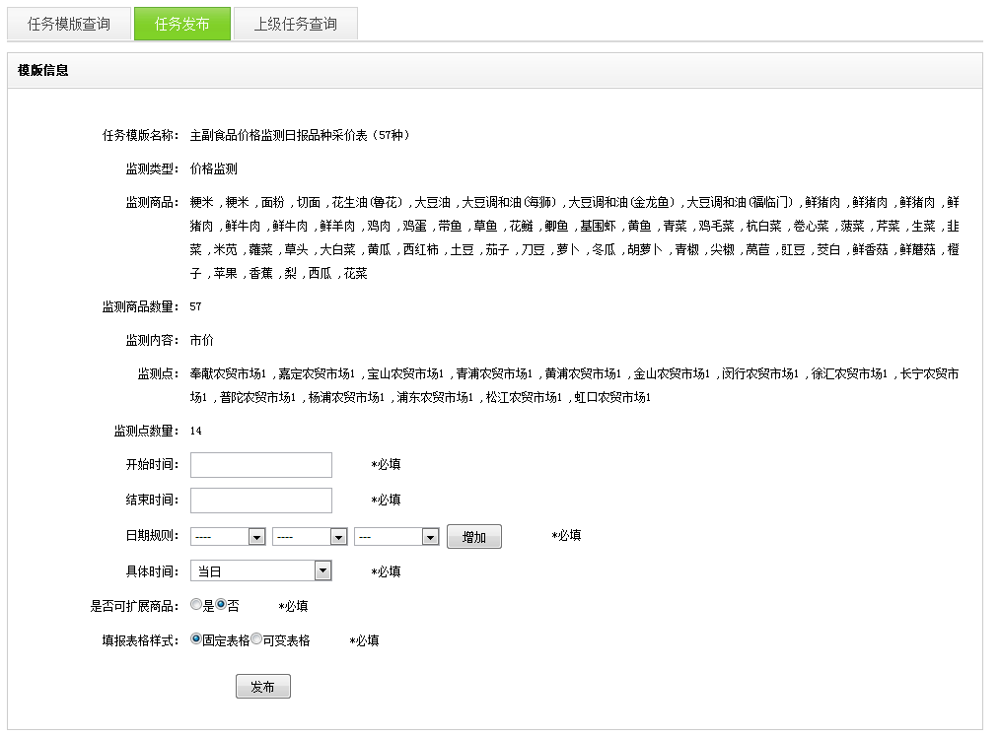 任务模版查询 任务发布 上级任务查询
模版信息
任务模版名称: 主副食品价格监测日报品种采价表（57种）
监测类型: 价格监测
监测商品: 粳米 ,粳米 ,面粉 ,切面 ,花生油(鲁花) ,大豆油 ,大豆调和油(海狮) ,大豆调和油(金龙鱼) ,大豆调和油(福临门) ,鲜猪肉 ,鲜猪肉 ,鲜猪肉 ,鲜
猪肉 ,鲜牛肉 ,鲜牛肉 ,鲜羊肉 ,鸡肉 ,鸡蛋 ,带鱼 ,草鱼 ,花鲢 ,鲫鱼 ,基围虾 ,黄鱼 ,青菜 ,鸡毛菜 ,杭白菜 ,卷心菜 ,菠菜 ,芹菜 ,生菜 ,韭
菜 ,米苋 ,蕹菜 ,草头 ,大白菜 ,黄瓜 ,西红柿 ,土豆 ,茄子 ,刀豆 ,萝卜 ,冬瓜 ,胡萝卜 ,青椒 ,尖椒 ,莴苣 ,豇豆 ,茭白 ,鲜香菇 ,鲜蘑菇 ,橙
子 ,苹果 ,香蕉 ,梨 ,西瓜 ,花菜
监测商品数量: 57
监测内容: 市价
监测点: 奉献农贸市场1 ,嘉定农贸市场1 ,宝山农贸市场1 ,青浦农贸市场1 ,黄浦农贸市场1 ,金山农贸市场1 ,闵行农贸市场1 ,徐汇农贸市场1 ,长宁农贸市
场1 ,普陀农贸市场1 ,杨浦农贸市场1 ,浦东农贸市场1 ,松江农贸市场1 ,虹口农贸市场1
监测点数量: 14
开始时间: *必填
结束时间: *必填
日期规则: ---- ---- --- 增加 *必填
具体时间: 当日 *必填
是否可扩展商品: 是 否 *必填
填报表格样式: 固定表格 可变表格 *必填
发布